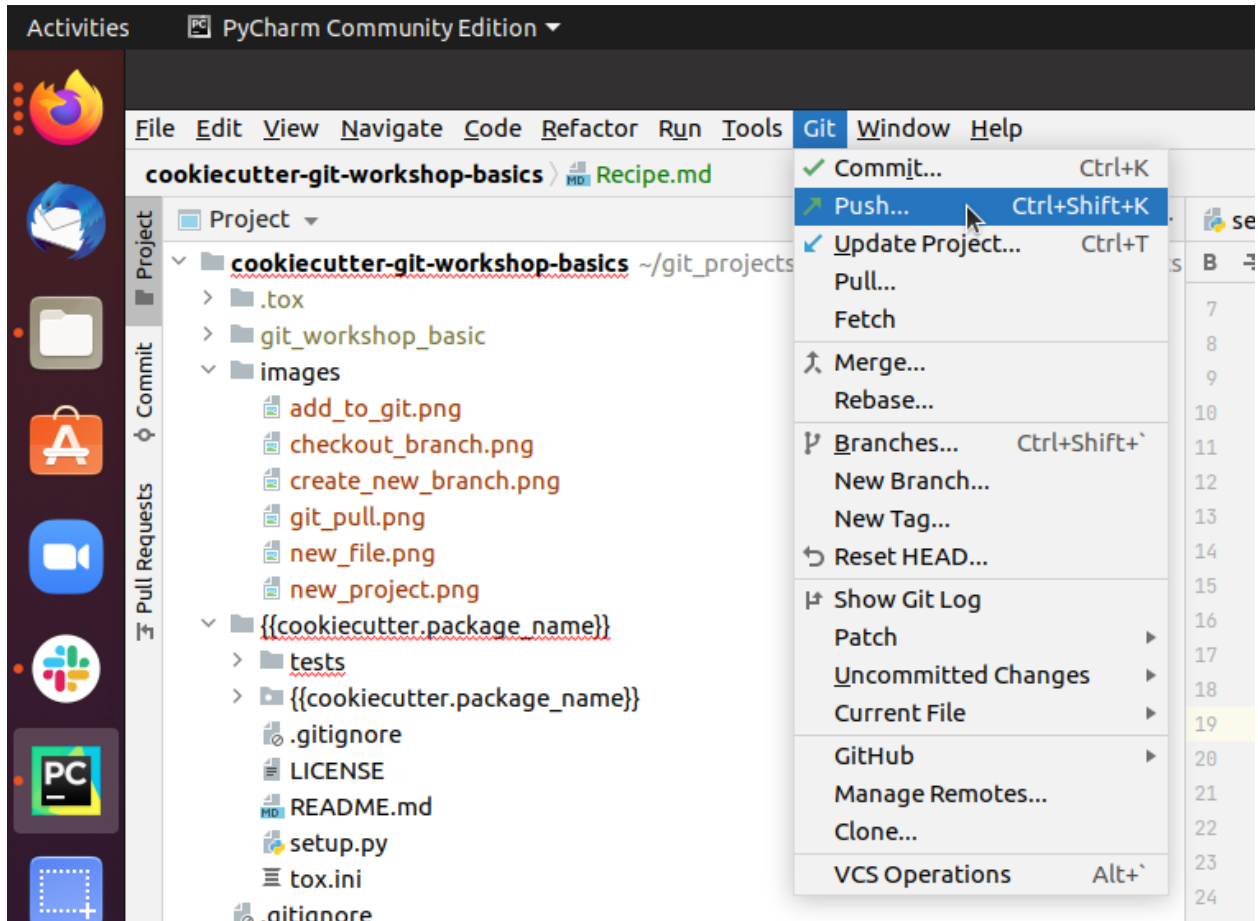 Activities PyCharm Community Edition
File Edit View Navigate Code Refactor Run Tools Git Window Help
cookiecutter-git-workshop-basics Recipe.md
Project
Project
Commit
Pull Requests
cookiecutter-git-workshop-basics ~/git_projects
.tox
git_workshop_basic
images
add_to_git.png
checkout_branch.png
create_new_branch.png
git_pull.png
new_file.png
new_project.png
{{cookiecutter.package_name}}
tests
{{cookiecutter.package_name}}
.gitignore
LICENSE
MD README.md
setup.py
tox.ini
.gitignore
Commit... Ctrl+K
Push... Ctrl+Shift+K
Update Project... Ctrl+T
Pull...
Fetch
Merge...
Rebase...
Branches... Ctrl+Shift+`
New Branch...
New Tag...
Reset HEAD...
Show Git Log
Patch
Uncommitted Changes
Current File
GitHub
Manage Remotes...
Clone...
VCS Operations Alt+`
se
s B
7
8
9
10
11
12
13
14
15
16
17
18
19
20
21
22
23
24
PC